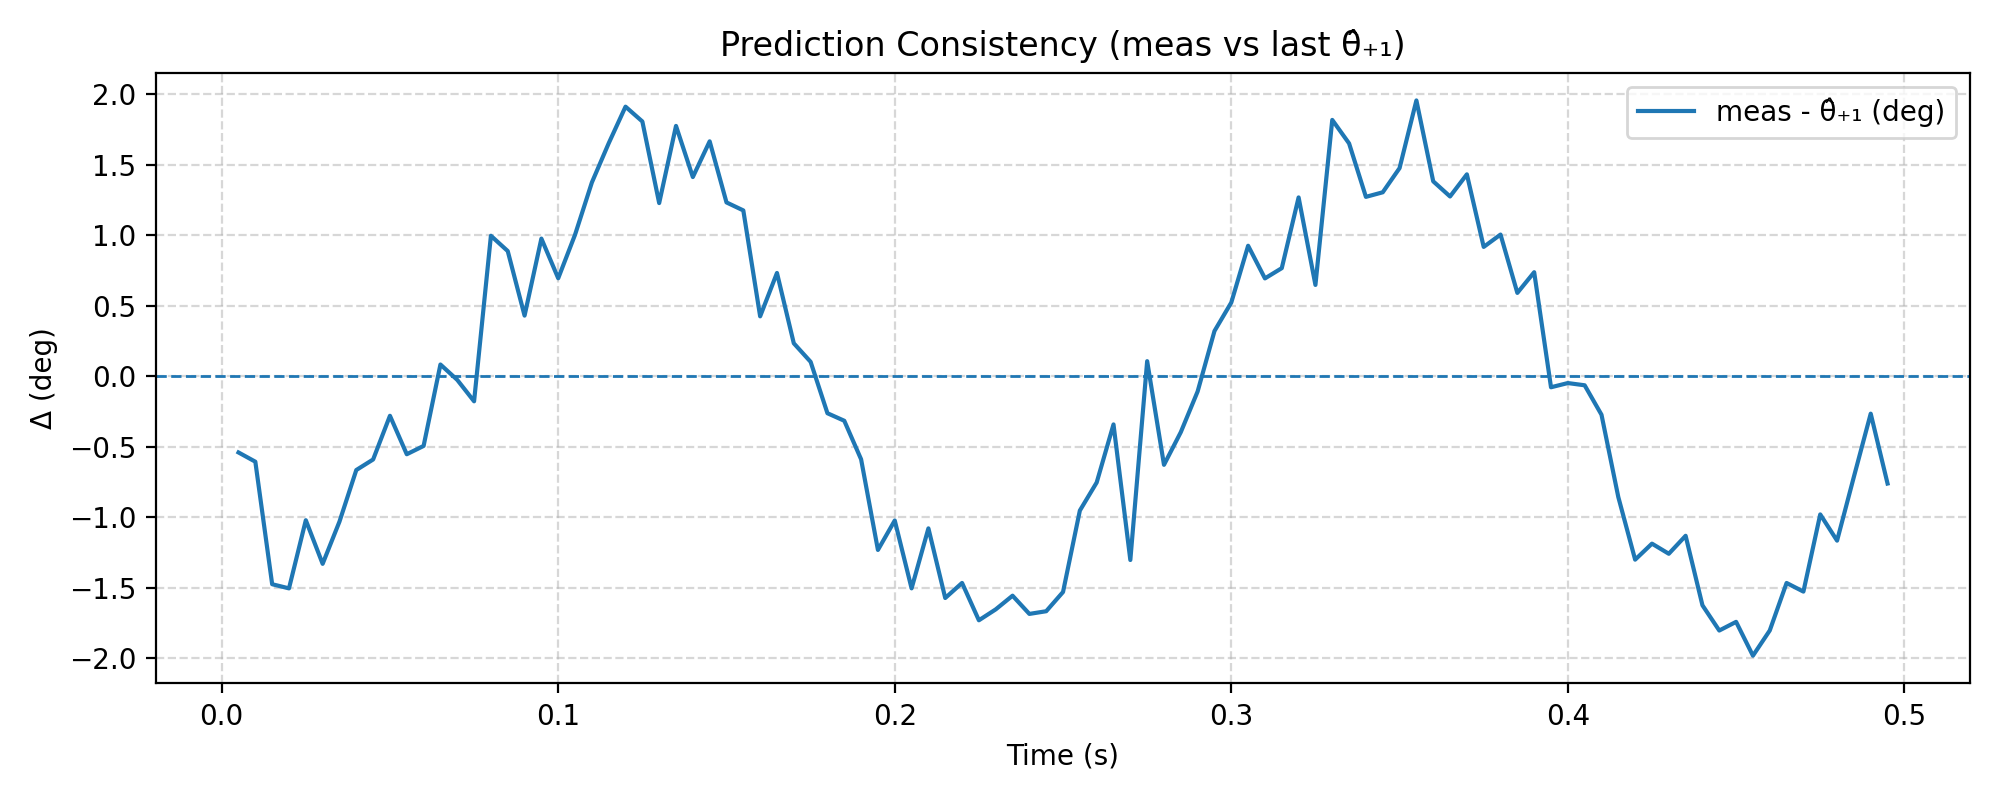 Prediction Consistency (meas vs last θ̂₊₁)
meas - θ̂₊₁ (deg)
2.0
1.5
1.0
0.5
0.0
−0.5
−1.0
−1.5
−2.0
Δ (deg)
0.0 0.1 0.2 0.3 0.4 0.5
Time (s)